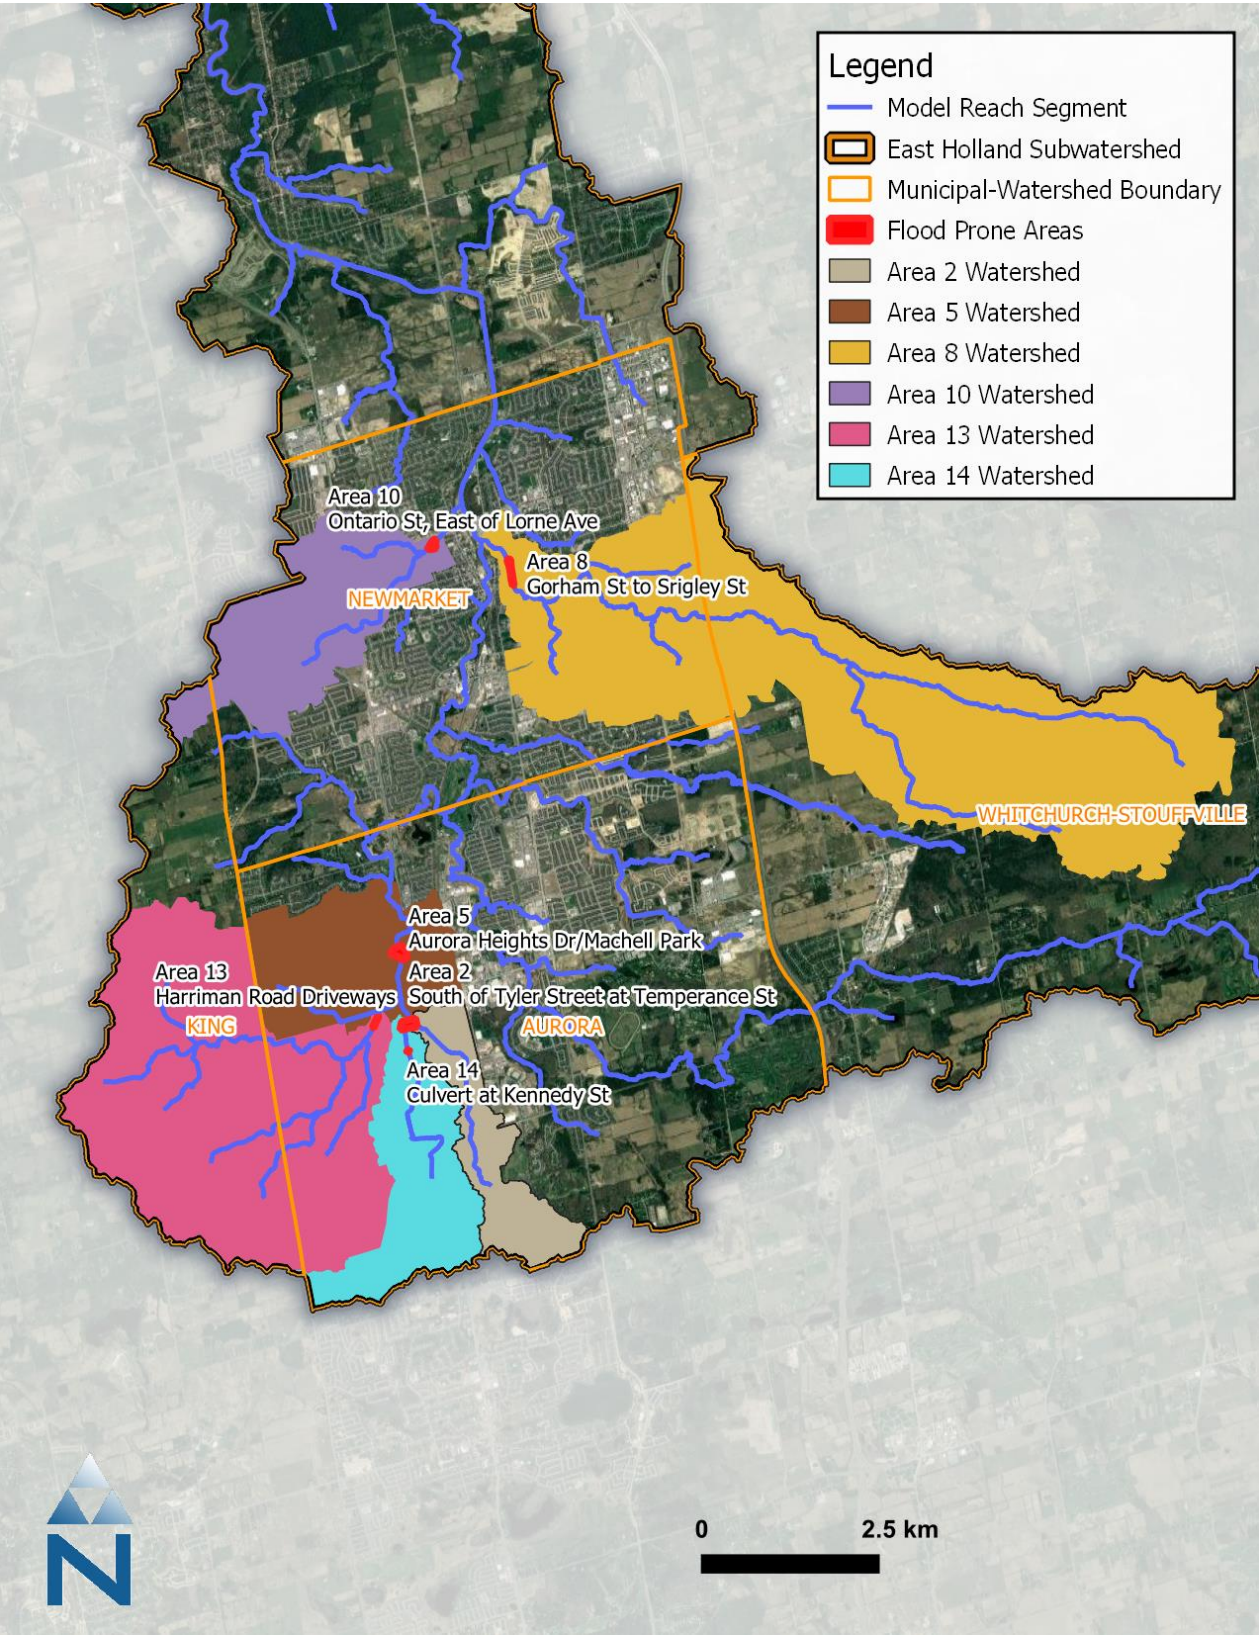 Legend
Model Reach Segment
East Holland Subwatershed
Municipal-Watershed Boundary
Flood Prone Areas
Area 2 Watershed
Area 5 Watershed
Area 8 Watershed
Area 10 Watershed
Area 13 Watershed
Area 14 Watershed
Area 10
Ontario St, East of Lorne Ave
Area 8
Gorham St to Srigley St
NEWMARKET
WHITCHURCH-STOUFFVILLE
Area 5
Aurora Heights Dr/Machell Park
Area 13
Harriman Road Driveways
Area 2
South of Tyler Street at Temperance St
KING
AURORA
Area 14
Culvert at Kennedy St
N
0 2.5 km